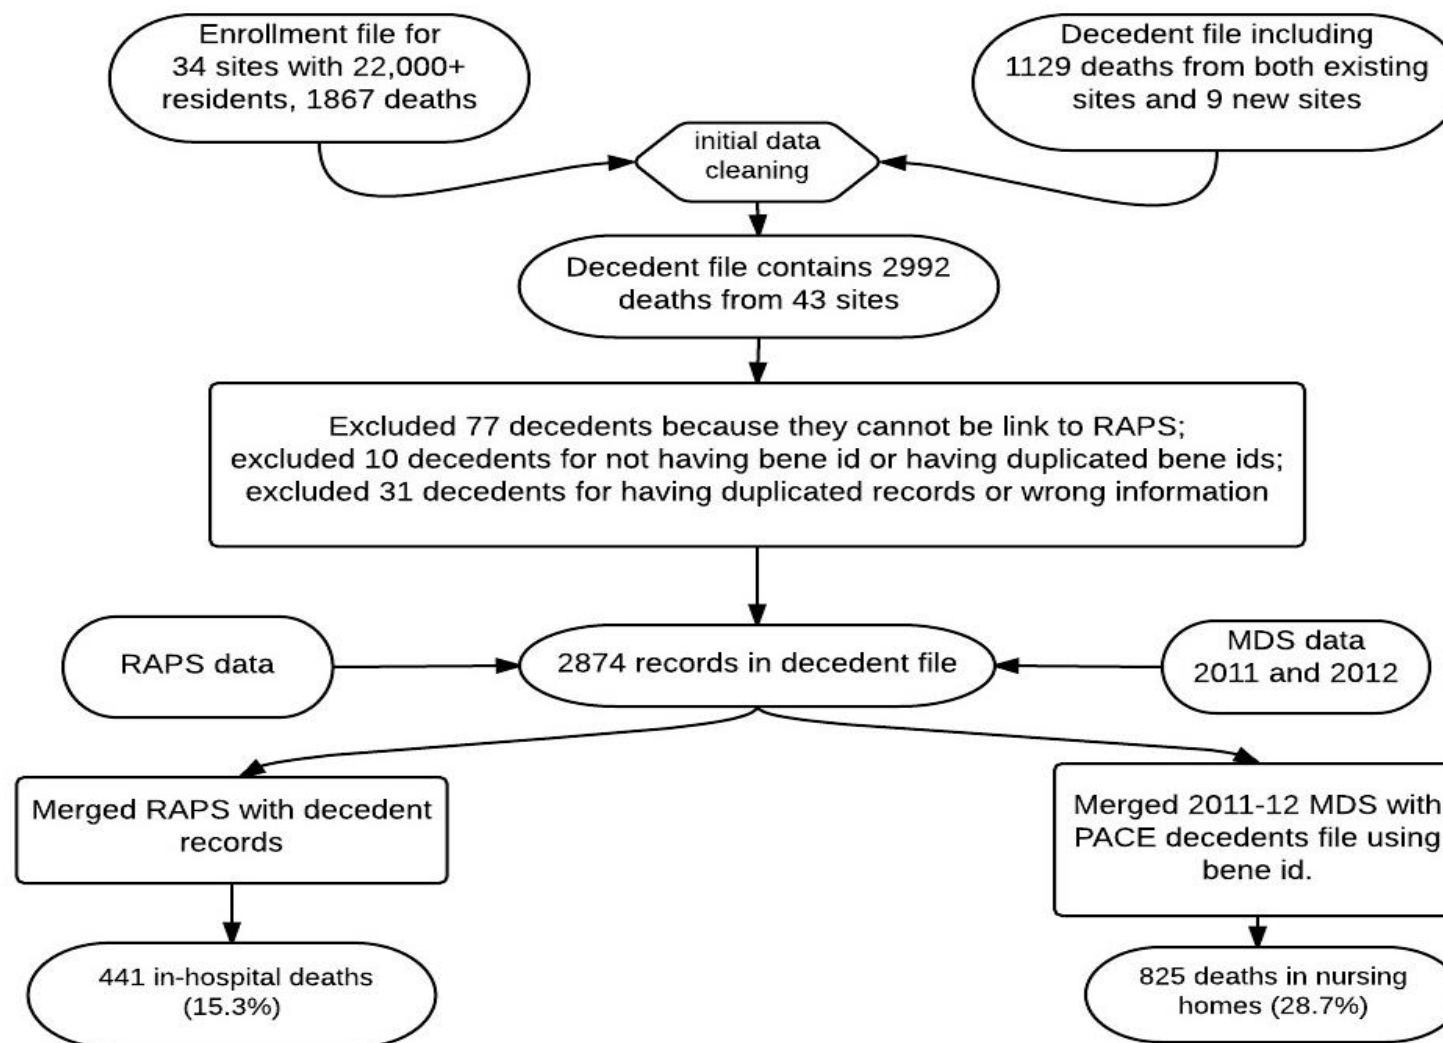 Enrollment file for
34 sites with 22,000+
residents, 1867 deaths
Decedent file including
1129 deaths from both existing
sites and 9 new sites
initial data
cleaning
Decedent file contains 2992
deaths from 43 sites
Excluded 77 decedents because they cannot be link to RAPS;
excluded 10 decedents for not having bene id or having duplicated bene ids;
excluded 31 decedents for having duplicated records or wrong information
RAPS data
2874 records in decedent file
MDS data
2011 and 2012
Merged RAPS with decedent
records
Merged 2011-12 MDS with
PACE decedents file using
bene id.
441 in-hospital deaths
(15.3%)
825 deaths in nursing
homes (28.7%)